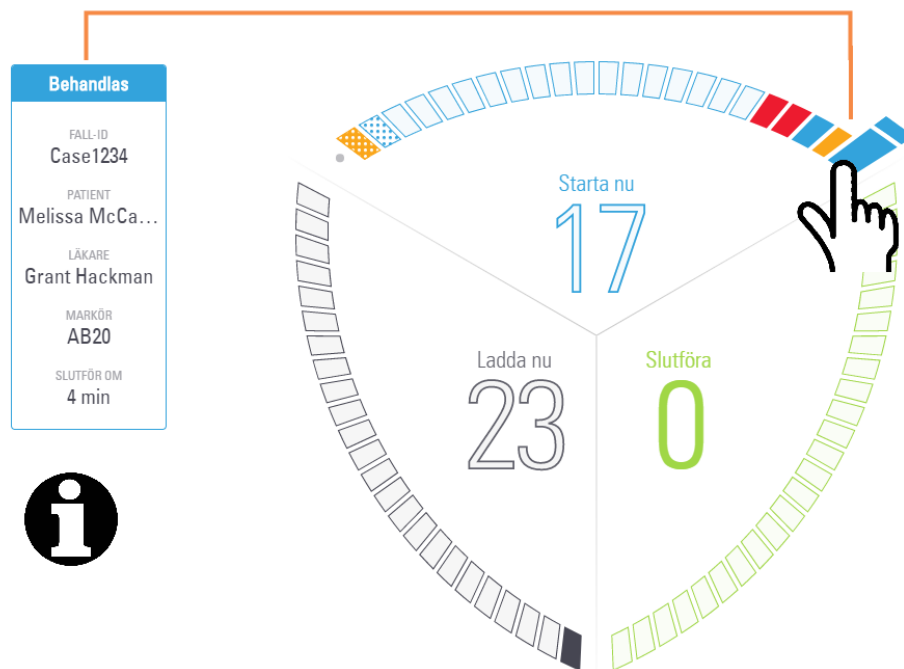 Behandlas
FALL-ID
Case1234
PATIENT
Melissa McCa...
LÄKARE
Grant Hackman
MARKÖR
AB20
SLUTFÖR OM
4 min
Starta nu
17
Ladda nu
23
Slutföra
0